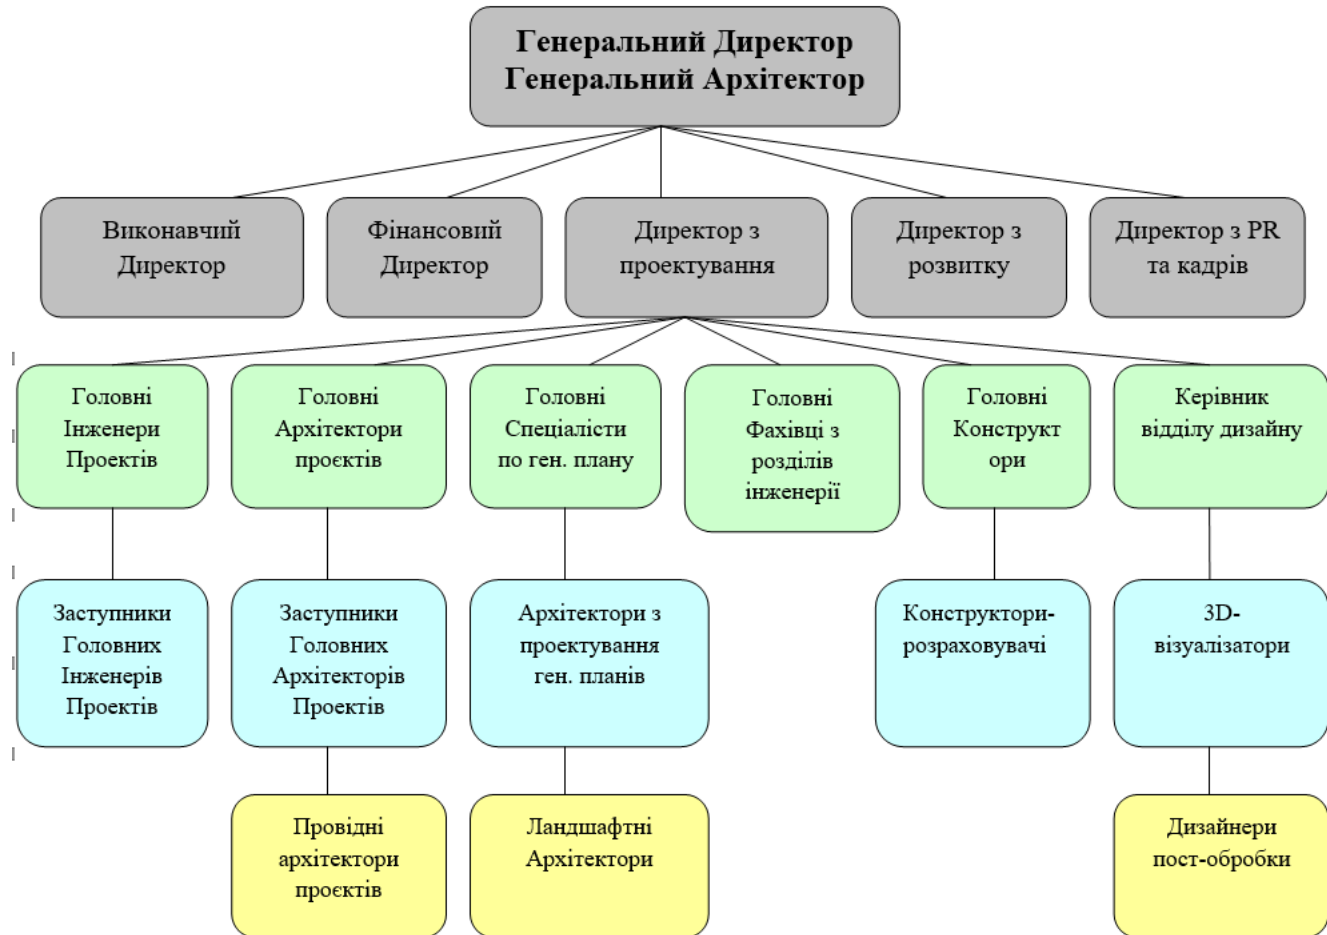 Генеральний Директор
Генеральний Архітектор
Виконавчий
Директор
Фінансовий
Директор
Директор з
проектування
Директор з
розвитку
Директор з PR
та кадрів
Головні
Інженери
Проектів
Головні
Архітектори
проєктів
Головні
Спеціалісти
по ген. плану
Головні
Фахівці з
розділів
інженерії
Головні
Конструкт
ори
Керівник
відділу дизайну
Заступники
Головних
Інженерів
Проектів
Заступники
Головних
Архітекторів
Проектів
Архітектори з
проектування
ген. планів
Конструктори-
розраховувачі
3D-
візуалізатори
Провідні
архітектори
проєктів
Ландшафтні
Архітектори
Дизайнери
пост-обробки